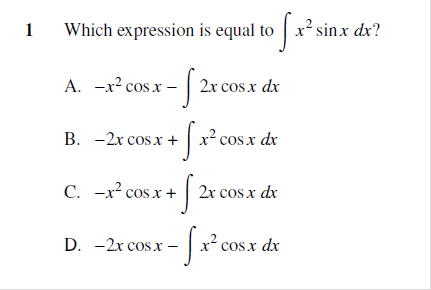 1 Which expression is equal to ∫ x² sin x dx?
A. −x² cos x − ∫ 2x cos x dx
B. −2x cos x + ∫ x² cos x dx
C. −x² cos x + ∫ 2x cos x dx
D. −2x cos x − ∫ x² cos x dx